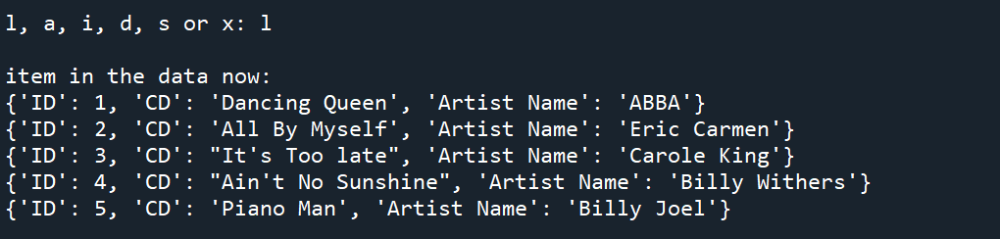 l, a, i, d, s or x: l
item in the data now:
{'ID': 1, 'CD': 'Dancing Queen', 'Artist Name': 'ABBA'}
{'ID': 2, 'CD': 'All By Myself', 'Artist Name': 'Eric Carmen'}
{'ID': 3, 'CD': "It's Too late", 'Artist Name': 'Carole King'}
{'ID': 4, 'CD': "Ain't No Sunshine", 'Artist Name': 'Billy Withers'}
{'ID': 5, 'CD': 'Piano Man', 'Artist Name': 'Billy Joel'}